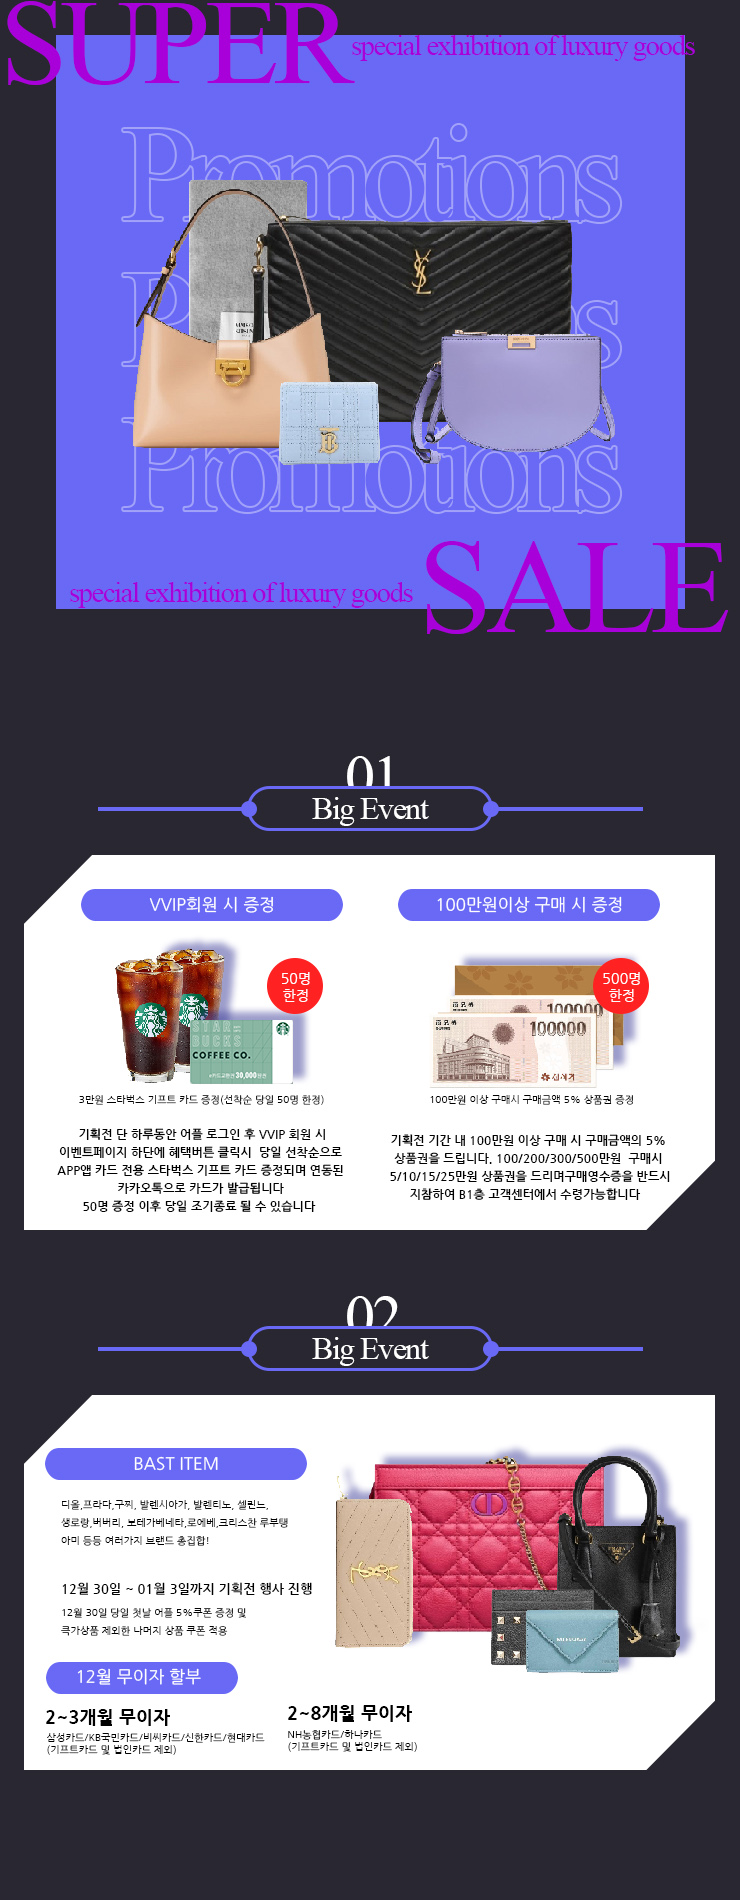 SUPER
special exhibition of luxury goods
Promotions
Promotions
special exhibition of luxury goods
SALE
01
Big Event
VVIP회원 시 증정
100만원이상 구매 시 증정
50명
한정
500명
한정
STAR
BUCKS
COFFEE CO.
e카드교환권 30,000원권
100000
100000
신세계
3만원 스타벅스 기프트 카드 증정(선착순 당일 50명 한정)
100만원 이상 구매시 구매금액 5% 상품권 증정
기획전 단 하루동안 어플 로그인 후 VVIP 회원 시
이벤트페이지 하단에 혜택버튼 클릭시 당일 선착순으로
APP앱 카드 전용 스타벅스 기프트 카드 증정되며 연동된
카카오톡으로 카드가 발급됩니다
50명 증정 이후 당일 조기종료 될 수 있습니다
기획전 기간 내 100만원 이상 구매 시 구매금액의 5%
상품권을 드립니다, 100/200/300/500만원 구매시
5/10/15/25만원 상품권을 드리며구매영수증을 반드시
지참하여 B1층 고객센터에서 수령가능합니다
02
Big Event
BAST ITEM
디올,프라다,구찌, 발렌시아가, 발렌티노, 셀린느,
생로랑,버버리, 보테가베네타,로에베,크리스찬 루부탱
아미 등등 여러가지 브랜드 총집합!
12월 30일 ~ 01월 3일까지 기획전 행사 진행
12월 30일 당일 첫날 어플 5%쿠폰 증정 및
특가상품 제외한 나머지 상품 쿠폰 적용
PRADA
12월 무이자 할부
2~3개월 무이자
삼성카드/KB국민카드/비씨카드/신한카드/현대카드
(기프트카드 및 법인카드 제외)
2~8개월 무이자
NH농협카드/하나카드
(기프트카드 및 법인카드 제외)